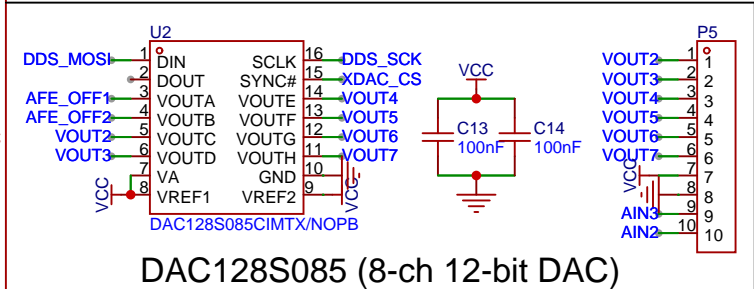 U2
DDS_MOSI 1 DIN SCLK 16 DDS_SCK
2 DOUT SYNC# 15 XDAC_CS
AFE_OFF1 3 VOUTA VOUTE 14 VOUT4
AFE_OFF2 4 VOUTB VOUTF 13 VOUT5
VOUT2 5 VOUTC VOUTG 12 VOUT6
VOUT3 6 VOUTD VOUTH 11 VOUT7
7 VA GND 10
VCC 8 VREF1 VREF2 9 VCC
DAC128S085CIMTX/NOPB
VCC
C13
100nF
C14
100nF
P5
VOUT2 1 1
VOUT3 2 2
VOUT4 3 3
VOUT5 4 4
VOUT6 5 5
VOUT7 6 6
VCC 7 7
8 8
AIN3 9 9
AIN2 10 10
DAC128S085 (8-ch 12-bit DAC)